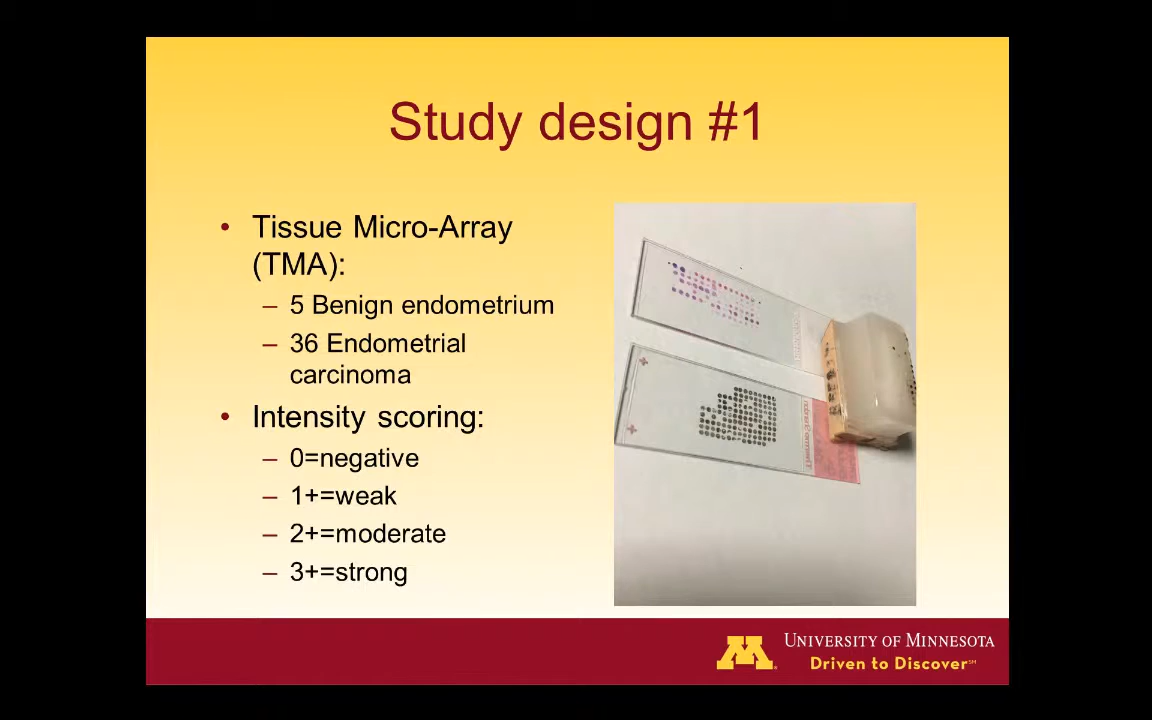 Study design #1
• Tissue Micro-Array
(TMA):
– 5 Benign endometrium
– 36 Endometrial
carcinoma
• Intensity scoring:
– 0=negative
– 1+=weak
– 2+=moderate
– 3+=strong
UNIVERSITY OF MINNESOTA
Driven to Discover℠